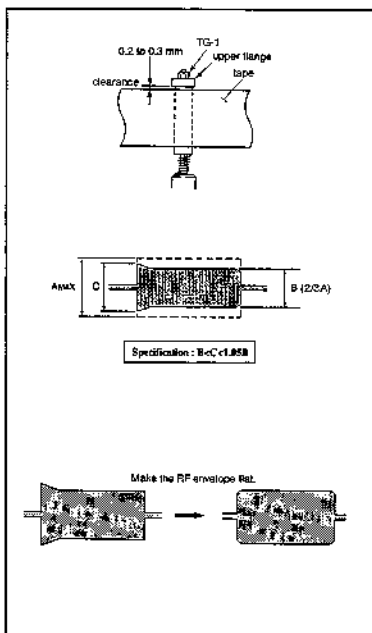 TG-1
0.2 to 0.3 mm
upper flange
tape
clearance
AMAX
C
B (2/3A)
Specification : B≤C<1.05B
Make the RF envelope flat.